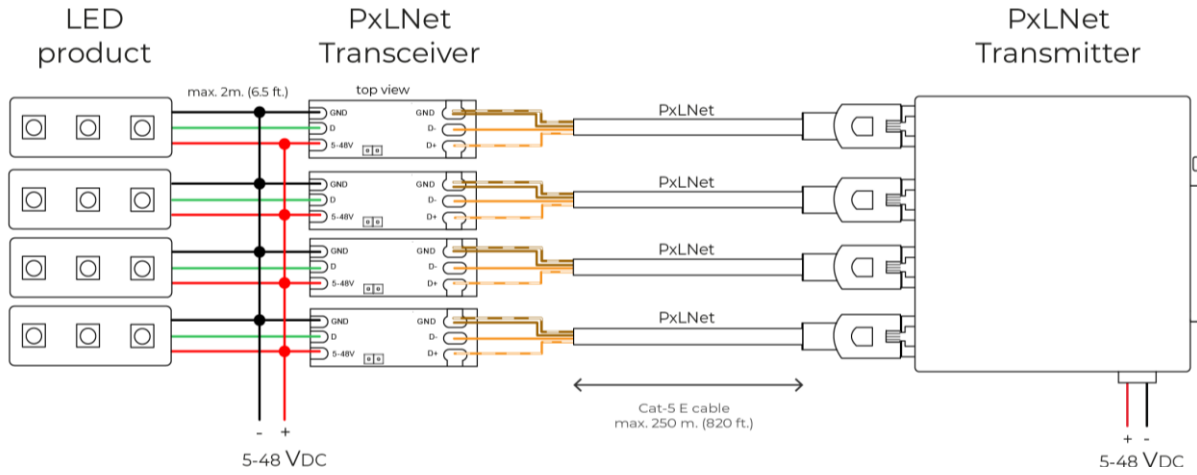 LED
product
PxLNet
Transceiver
PxLNet
Transmitter
max. 2m. (6.5 ft.)
top view
GND
D
5-48V
GND
D-
D+
PxLNet
GND
D
5-48V
GND
D-
D+
PxLNet
GND
D
5-48V
GND
D-
D+
PxLNet
GND
D
5-48V
GND
D-
D+
PxLNet
Cat-5 E cable
max. 250 m. (820 ft.)
- +
5-48 VDC
+ -
5-48 VDC